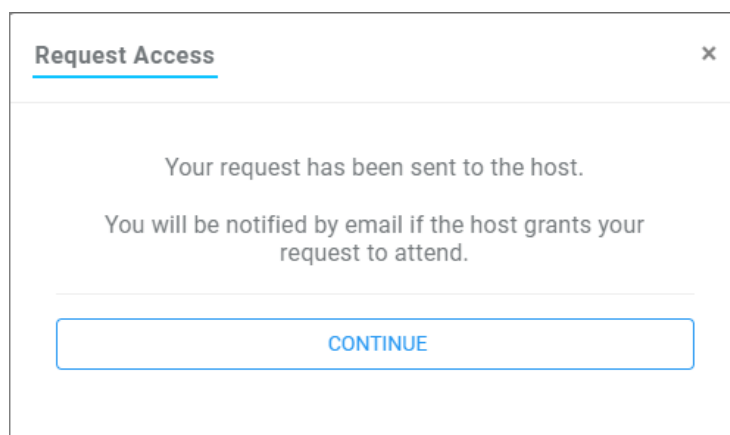 Request Access
×
Your request has been sent to the host.
You will be notified by email if the host grants your
request to attend.
CONTINUE